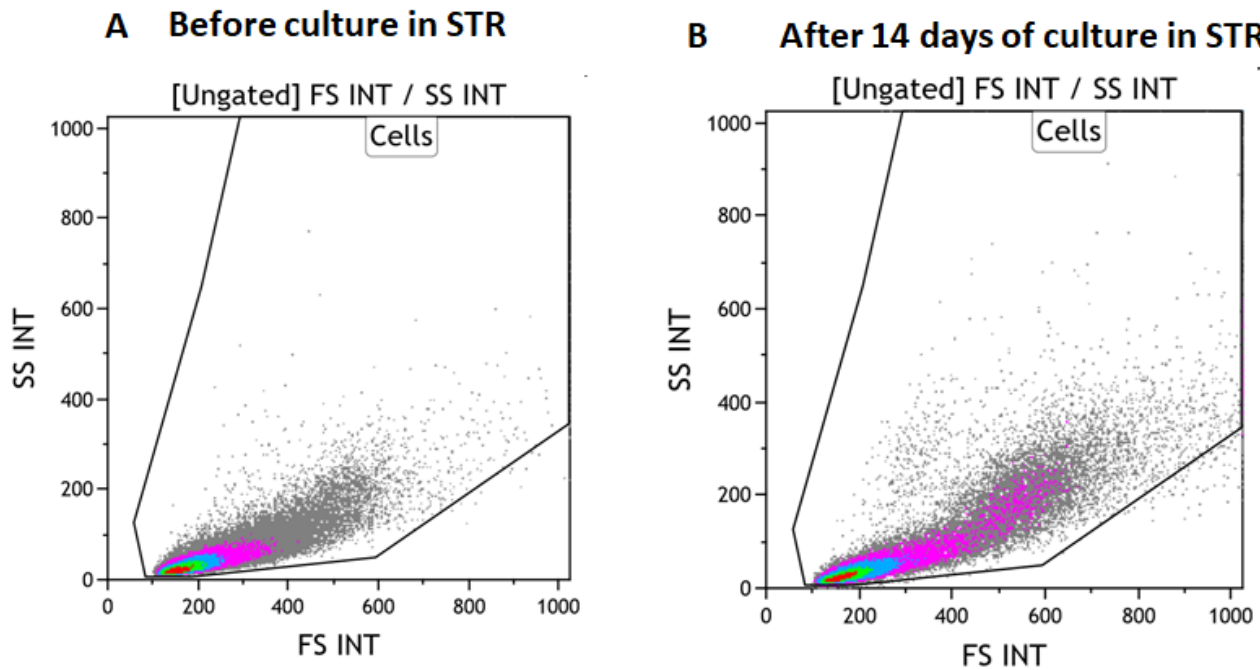 A Before culture in STR
[Ungated] FS INT / SS INT
Cells
1000
800
600
400
200
0
SS INT
0 200 400 600 800 1000
FS INT
B After 14 days of culture in STR
[Ungated] FS INT / SS INT
Cells
1000
800
600
400
200
0
SS INT
0 200 400 600 800 1000
FS INT